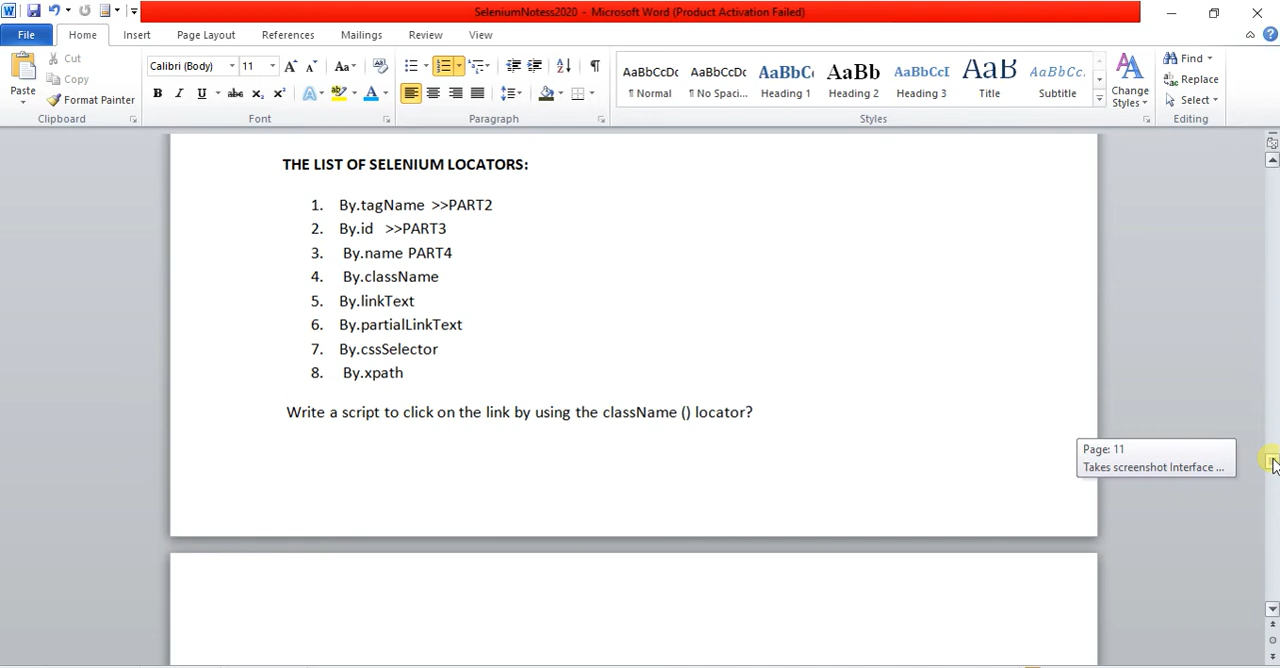 SeleniumNotess2020 - Microsoft Word (Product Activation Failed)
File Home Insert Page Layout References Mailings Review View
Paste
Cut
Copy
Format Painter
Clipboard
Calibri (Body) 11
Font
Paragraph
AaBbCcDc AaBbCcDc AaBbC AaBb AaBbCcI AaB AaBbCc.
¶ Normal ¶ No Spaci... Heading 1 Heading 2 Heading 3 Title Subtitle
Change Styles
Styles
Find
Replace
Select
Editing
THE LIST OF SELENIUM LOCATORS:
1. By.tagName >>PART2
2. By.id >>PART3
3. By.name PART4
4. By.className
5. By.linkText
6. By.partialLinkText
7. By.cssSelector
8. By.xpath
Write a script to click on the link by using the className () locator?
Page: 11
Takes screenshot Interface ...